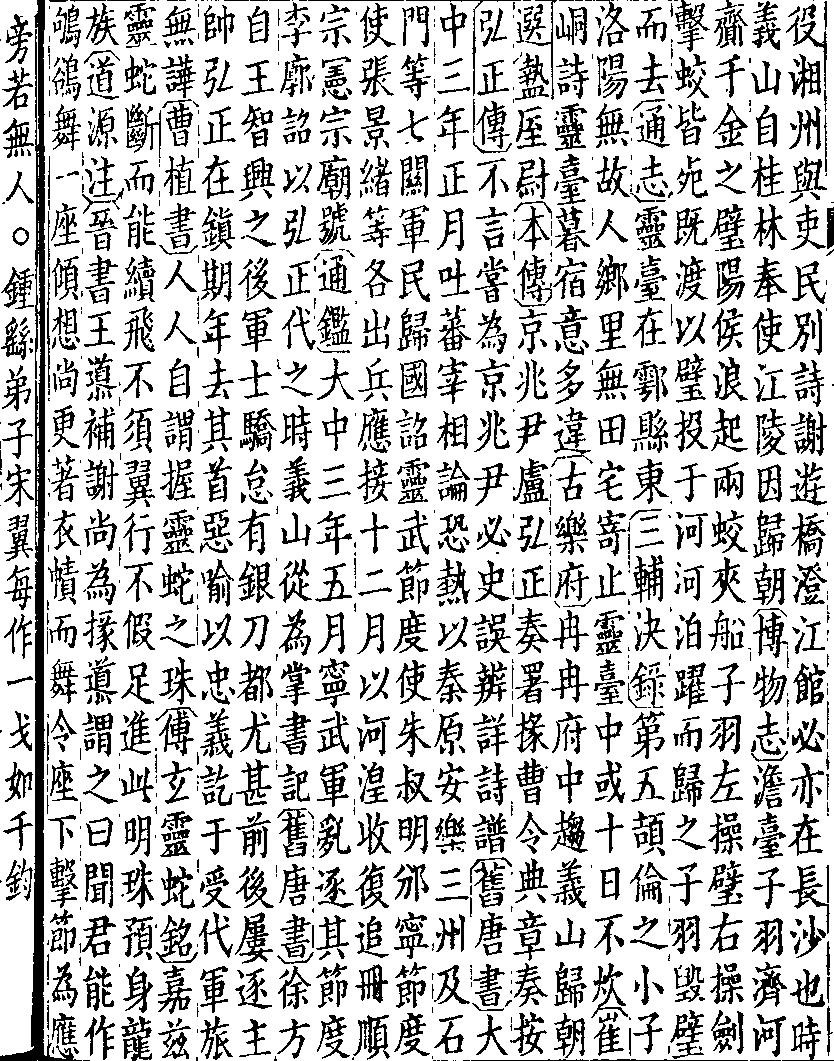 役湘州與吏民別詩謝遊橋澄江館必亦在長沙也時
義山自桂林奉使江陵因歸朝博物志澹臺子羽濟河
齎千金之璧陽侯浪起兩蛟夾船子羽左操璧右操劍
擊蛟皆死既渡以璧投于河河泊躍而歸之子羽毀璧
而去通志靈臺在鄠縣東三輔決錄第五頡倫之小子
洛陽無故人鄉里無田宅寄止靈臺中或十日不炊崔
峒詩靈臺暮宿意多違古樂府冉冉府中趨義山歸朝
選盩厔尉本傳京兆尹盧弘正奏署掾曹令典章奏按
弘正傳不言嘗為京兆尹必史誤辨詳詩譜舊唐書大
中三年正月吐蕃宰相論恐熱以秦原安樂三州及石
門等七關軍民歸國詔靈武節度使朱叔明邠寧節度
使張景緒等各出兵應接十二月以河湟收復追冊順
宗憲宗廟號通鑑大中三年五月寧武軍亂逐其節度
李廓詔以弘正代之時義山從為掌書記舊唐書徐方
自王智興之後軍士驕怠有銀刀都尤甚前後屢逐主
帥弘正在鎮期年去其首惡喻以忠義訖于受代軍旅
無譁曹植書人人自謂握靈蛇之珠傅玄靈蛇銘嘉茲
靈蛇斷而能續飛不須翼行不假足進此明珠預身龍
族道源注晉書王濛補謝尚為掾濛謂之曰聞君能作
鴝鵒舞一座傾想尚更著衣幘而舞令座下擊節為應
旁若無人○鍾繇弟子宋翼每作一戈如千鈞